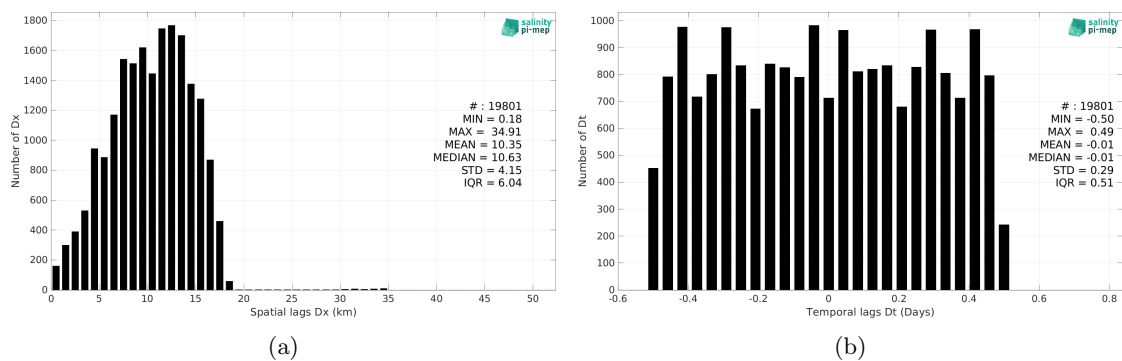 1800
1600
1400
1200
1000
800
600
400
200
0
Number of Dx
0 5 10 15 20 25 30 35 40 45 50
Spatial lags Dx (km)
salinity
pi-mep
# : 19801
MIN = 0.18
MAX = 34.91
MEAN = 10.35
MEDIAN = 10.63
STD = 4.15
IQR = 6.04
(a)
1000
900
800
700
600
500
400
300
200
100
0
Number of Dt
-0.6 -0.4 -0.2 0 0.2 0.4 0.6 0.8
Temporal lags Dt (Days)
salinity
pi-mep
# : 19801
MIN = -0.50
MAX = 0.49
MEAN = -0.01
MEDIAN = -0.01
STD = 0.29
IQR = 0.51
(b)